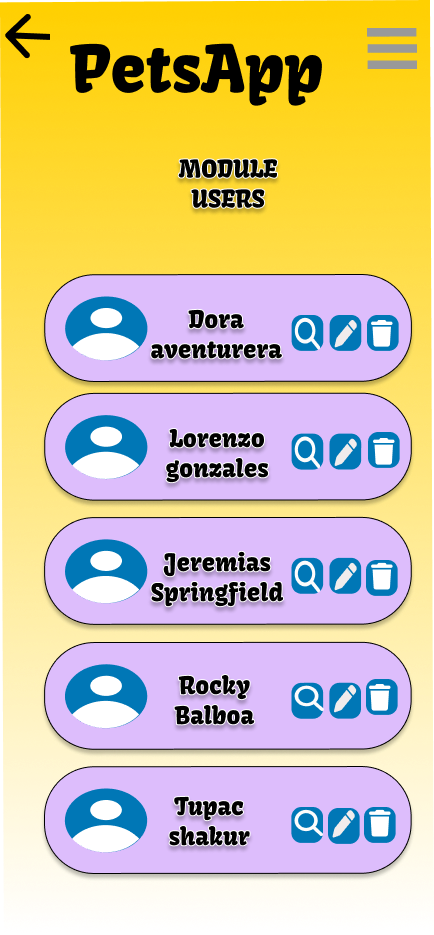 PetsApp
MODULE
USERS
Dora
aventurera
Lorenzo
gonzales
Jeremias
Springfield
Rocky
Balboa
Tupac
shakur